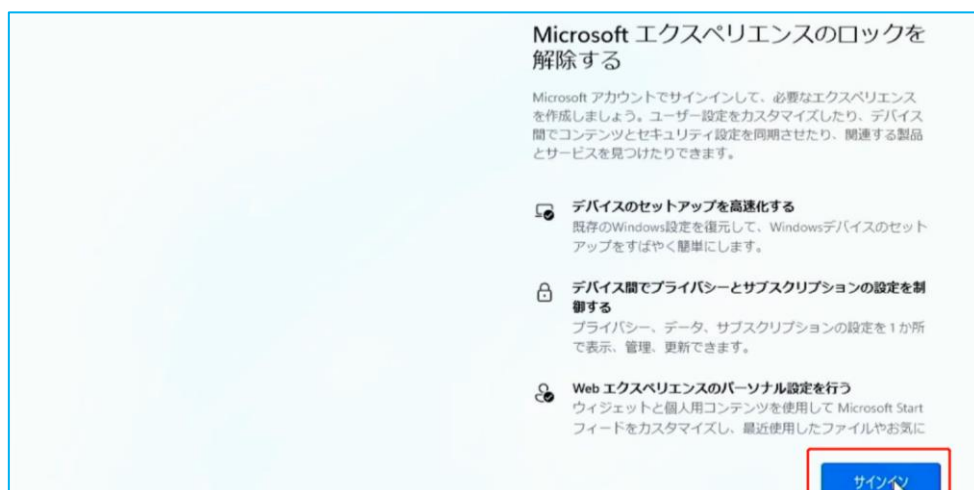 Microsoft エクスペリエンスのロックを
解除する
Microsoft アカウントでサインインして、必要なエクスペリエンス
を作成しましょう。ユーザー設定をカスタマイズしたり、デバイス
間でコンテンツとセキュリティ設定を同期させたり、関連する製品
とサービスを見つけたりできます。
デバイスのセットアップを高速化する
既存のWindows設定を復元して、Windowsデバイスのセット
アップをすばやく簡単にします。
デバイス間でプライバシーとサブスクリプションの設定を制
御する
プライバシー、データ、サブスクリプションの設定を1か所
で表示、管理、更新できます。
Web エクスペリエンスのパーソナル設定を行う
ウィジェットと個人用コンテンツを使用して Microsoft Start
フィードをカスタマイズし、最近使用したファイルやお気に
サインイン